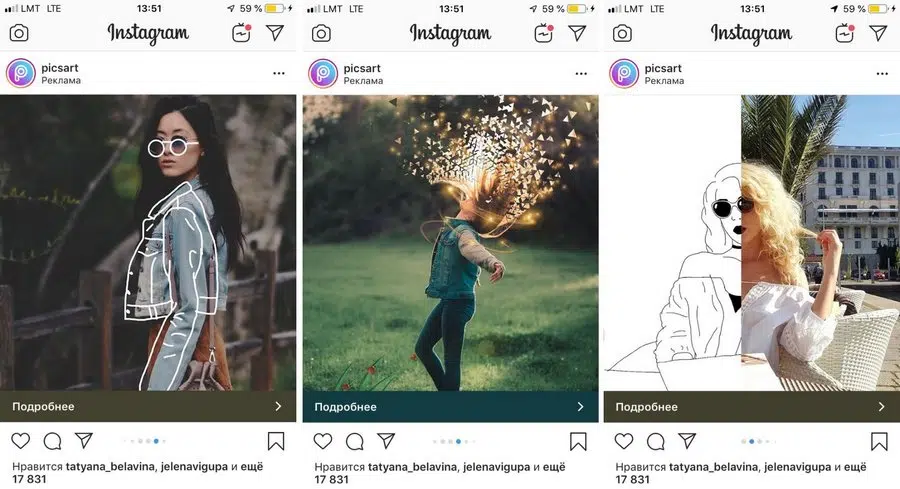 LMT LTE 13:51 59 %
Instagram
picsart
Реклама
Подробнее
Нравится tatyana_belavina, jelenavigupa и ещё
17 831
LMT LTE 13:51 59 %
Instagram
picsart
Реклама
Подробнее
Нравится tatyana_belavina, jelenavigupa и ещё
17 831
LMT LTE 13:51 59 %
Instagram
picsart
Реклама
Подробнее
Нравится tatyana_belavina, jelenavigupa и ещё
17 831